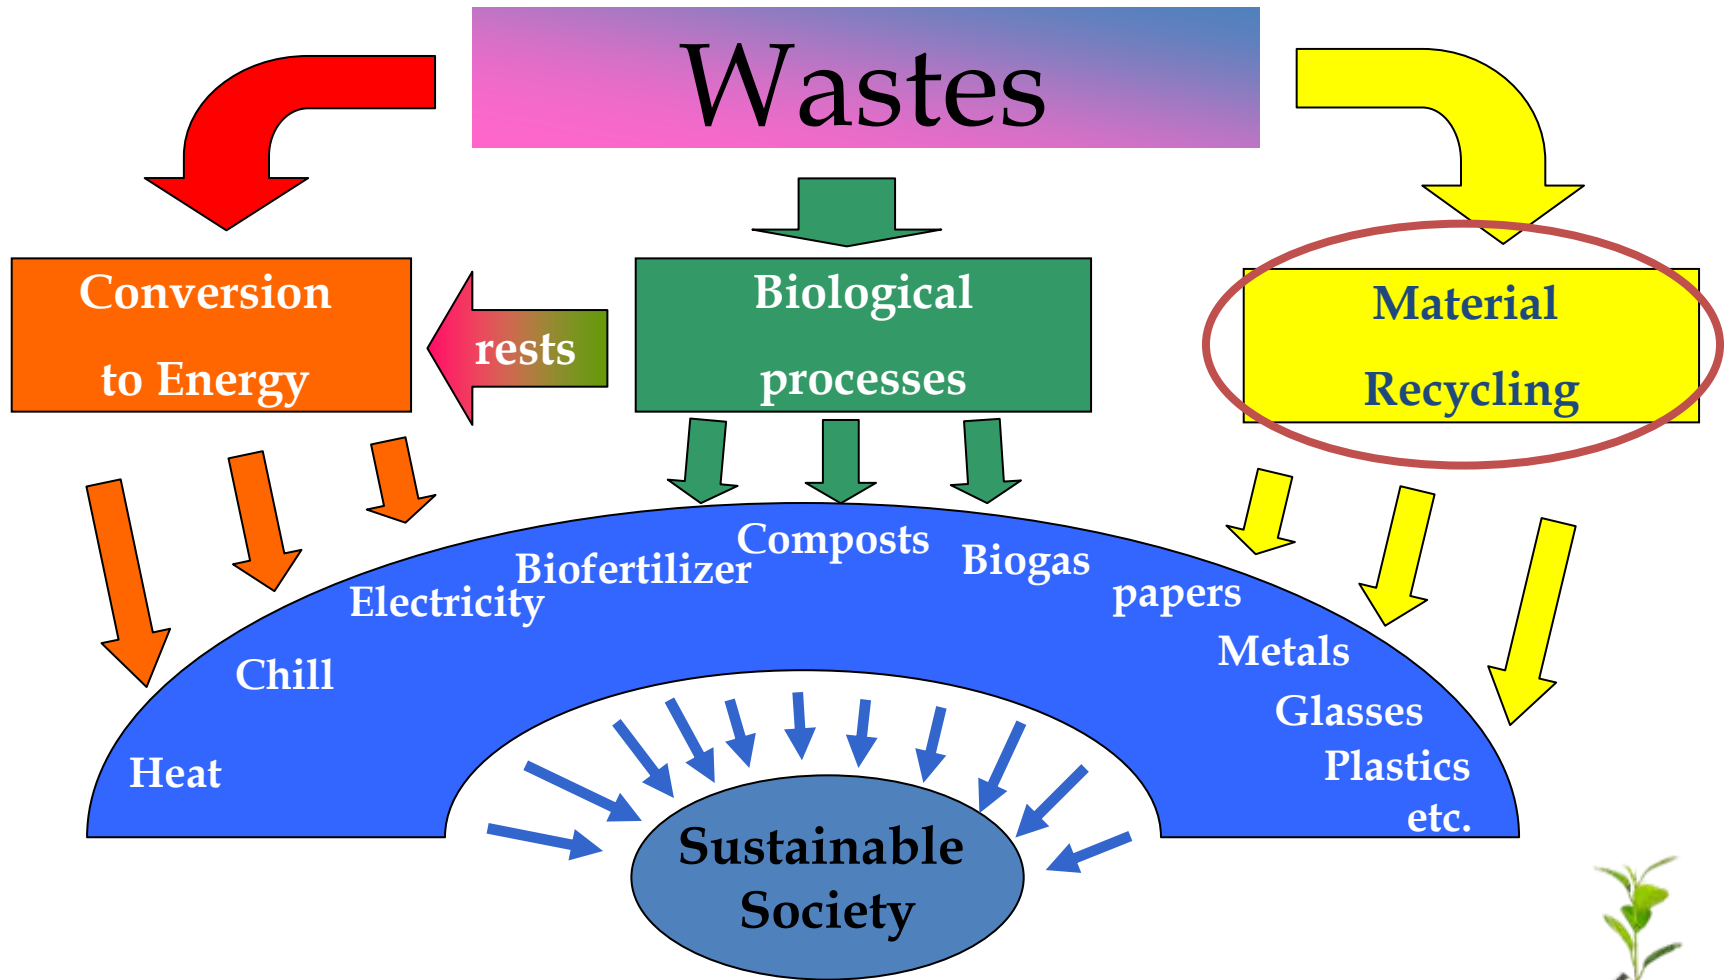 Wastes
Conversion
to Energy
rests
Biological
processes
Material
Recycling
Heat
Chill
Electricity
Biofertilizer
Composts
Biogas
papers
Metals
Glasses
Plastics
etc.
Sustainable
Society